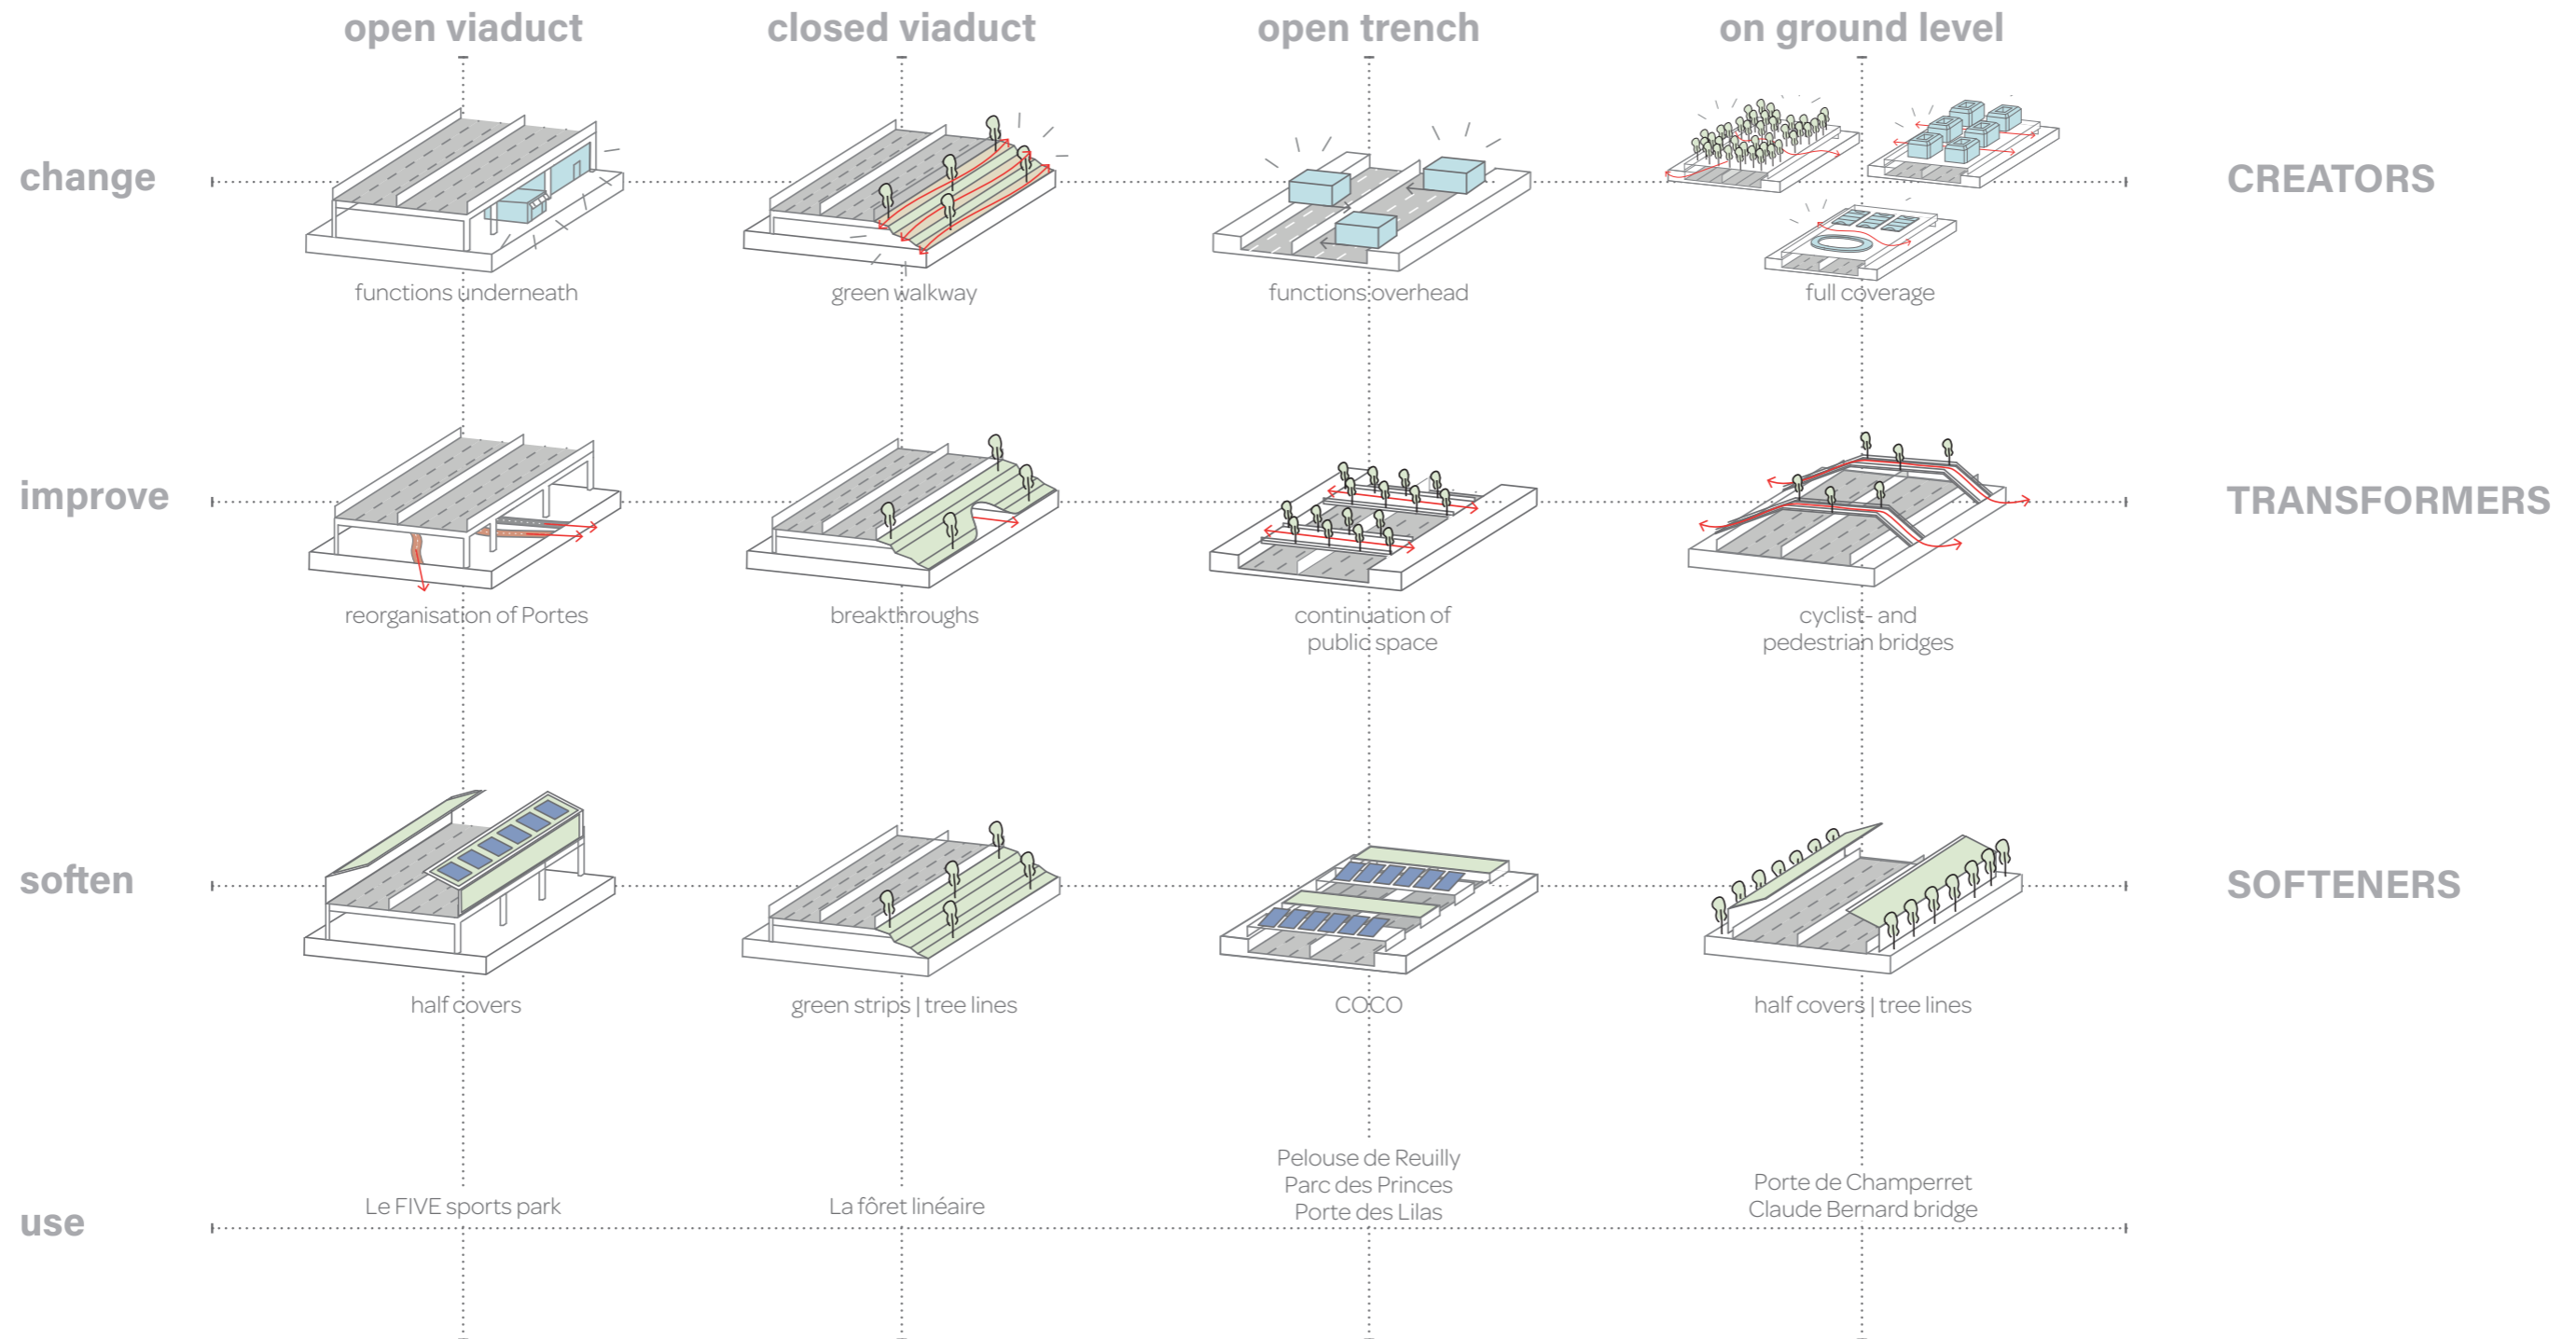 open viaduct
closed viaduct
open trench
on ground level
change
CREATORS
functions underneath
green walkway
functions overhead
full coverage
improve
TRANSFORMERS
reorganisation of Portes
breakthroughs
continuation of
public space
cyclist- and
pedestrian bridges
soften
SOFTENERS
half covers
green strips | tree lines
COCO
half covers | tree lines
use
Le FIVE sports park
La fôret linéaire
Pelouse de Reuilly
Parc des Princes
Porte des Lilas
Porte de Champerret
Claude Bernard bridge